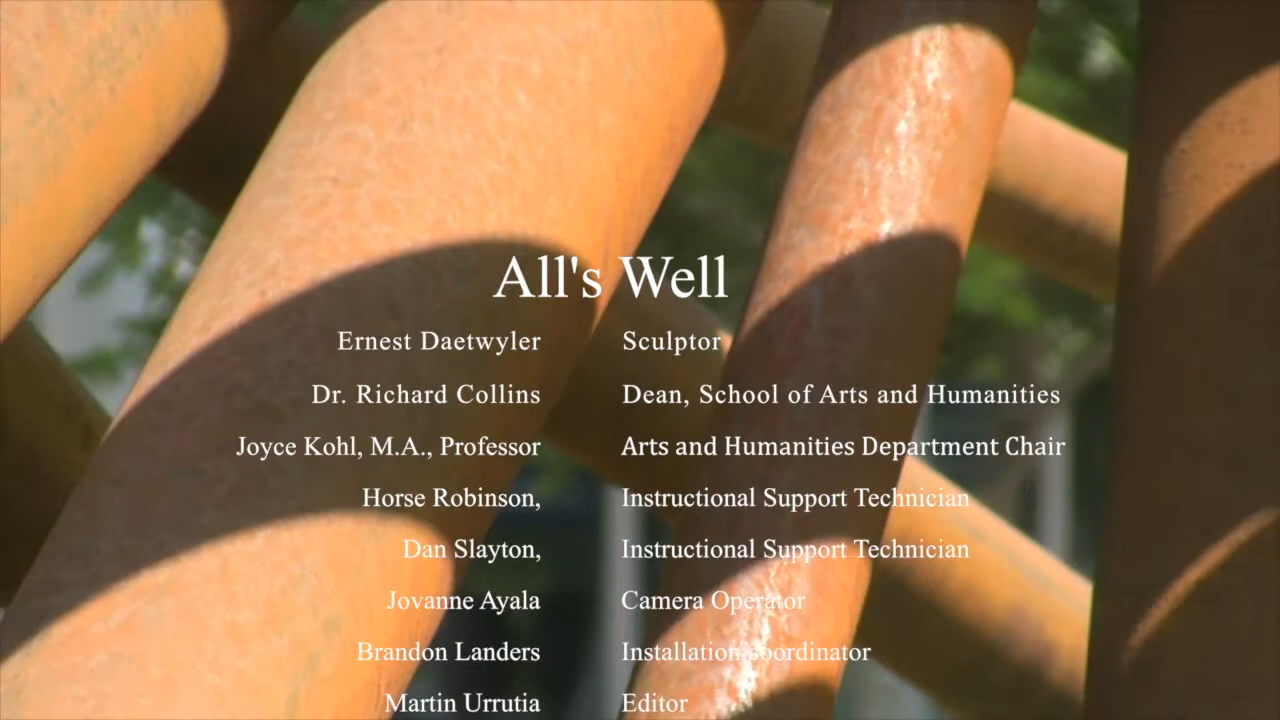 All's Well
Ernest Daetwyler Sculptor
Dr. Richard Collins Dean, School of Arts and Humanities
Joyce Kohl, M.A., Professor Arts and Humanities Department Chair
Horse Robinson, Instructional Support Technician
Dan Slayton, Instructional Support Technician
Jovanne Ayala Camera Operator
Brandon Landers Installation coordinator
Martin Urrutia Editor